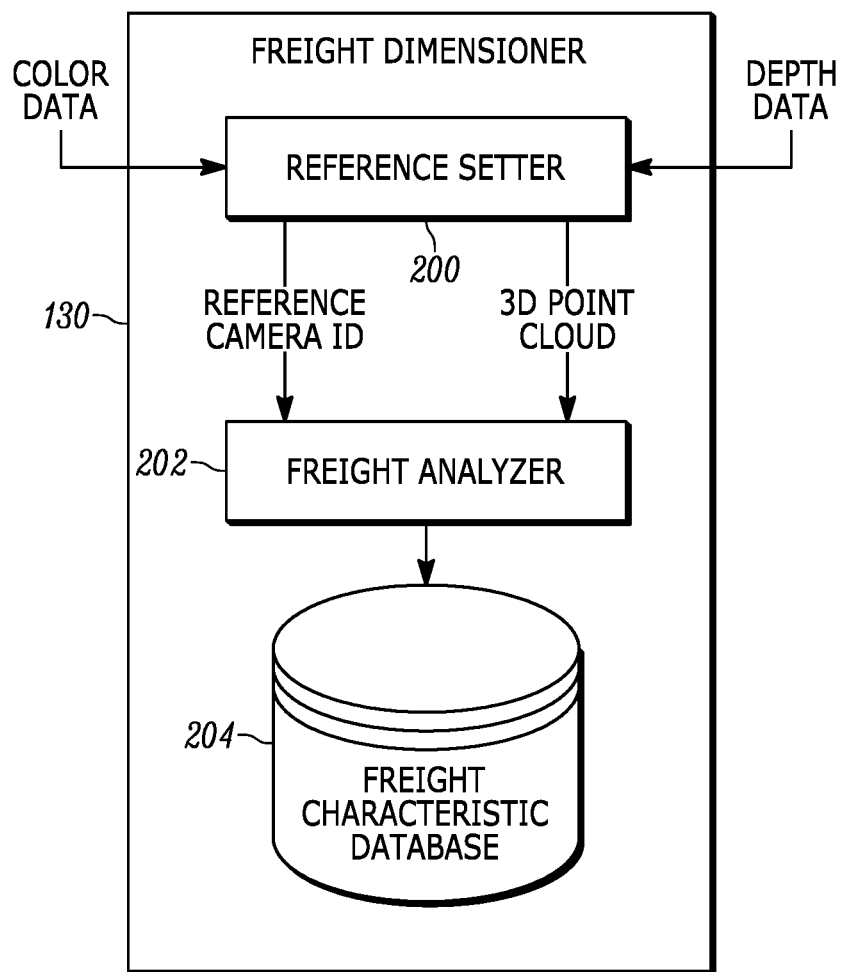 FREIGHT DIMENSIONER
COLOR
DATA
DEPTH
DATA
REFERENCE SETTER
200
REFERENCE
CAMERA ID
3D POINT
CLOUD
130
202
FREIGHT ANALYZER
204
FREIGHT
CHARACTERISTIC
DATABASE